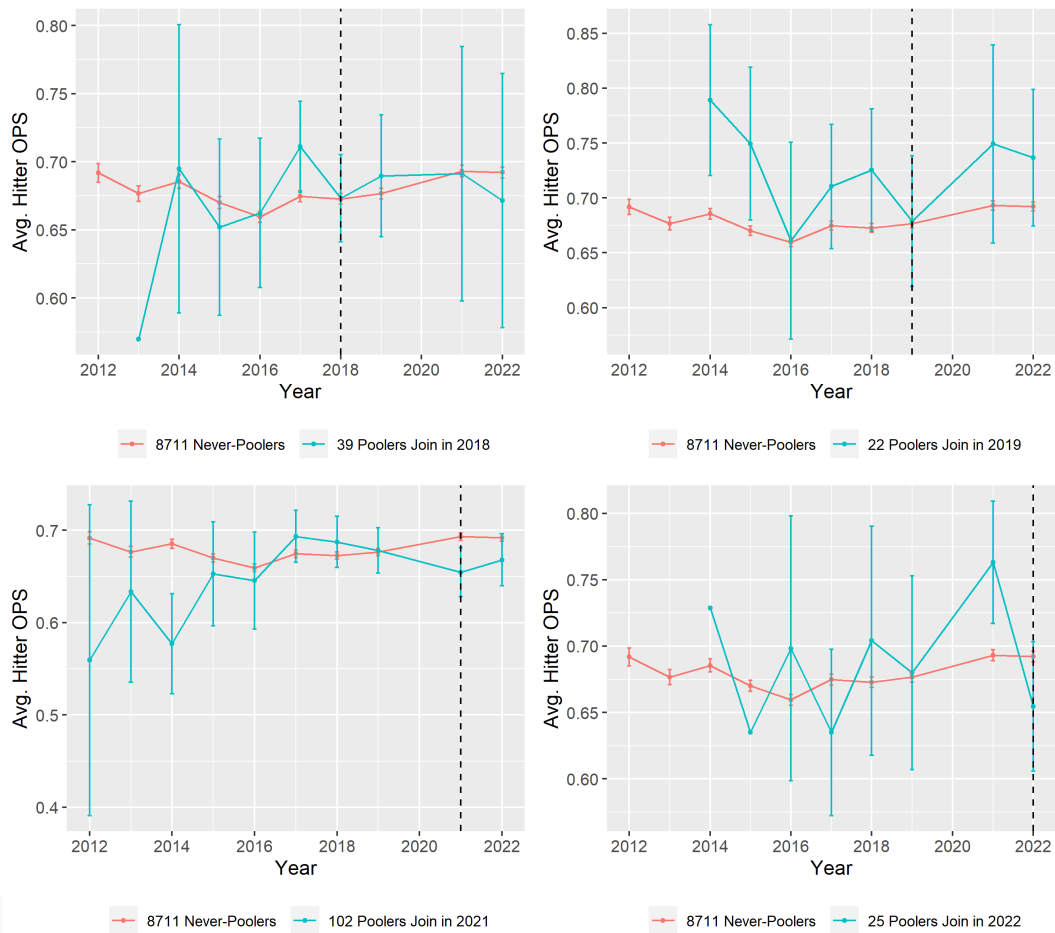 0.80
0.75
0.70
0.65
0.60
Avg. Hitter OPS
2012 2014 2016 2018 2020 2022
Year
8711 Never-Poolers 39 Poolers Join in 2018
0.85
0.80
0.75
0.70
0.65
0.60
Avg. Hitter OPS
2012 2014 2016 2018 2020 2022
Year
8711 Never-Poolers 22 Poolers Join in 2019
0.7
0.6
0.5
0.4
Avg. Hitter OPS
2012 2014 2016 2018 2020 2022
Year
8711 Never-Poolers 102 Poolers Join in 2021
0.80
0.75
0.70
0.65
0.60
Avg. Hitter OPS
2012 2014 2016 2018 2020 2022
Year
8711 Never-Poolers 25 Poolers Join in 2022